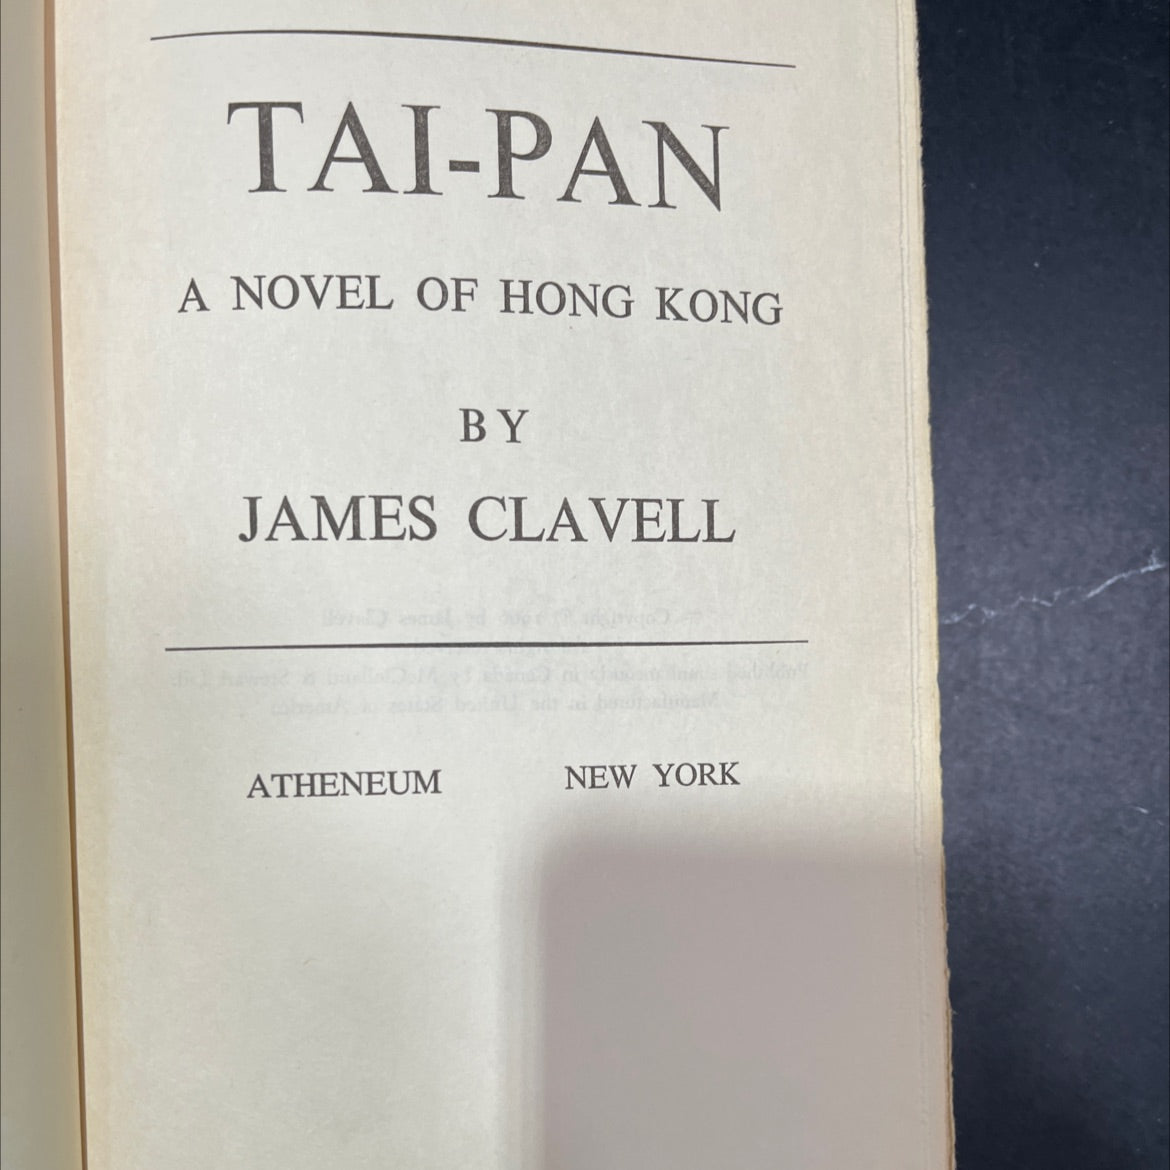 TAI-PAN
A NOVEL OF HONG KONG
BY
JAMES CLAVELL
ATHENEUM NEW YORK